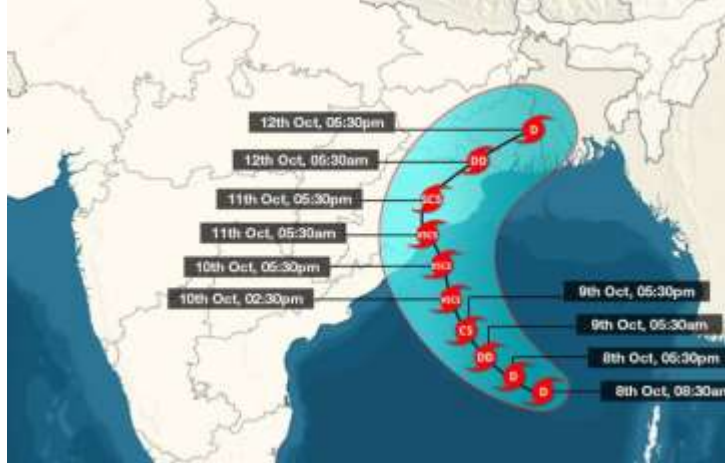 12th Oct, 05:30pm
D
12th Oct, 05:30am
DD
11th Oct, 05:30pm
SCS
11th Oct, 05:30am
VSCS
10th Oct, 05:30pm
VSCS
10th Oct, 02:30pm
VSCS
9th Oct, 05:30pm
CS
9th Oct, 05:30am
DD
8th Oct, 05:30pm
D
8th Oct, 08:30am
D